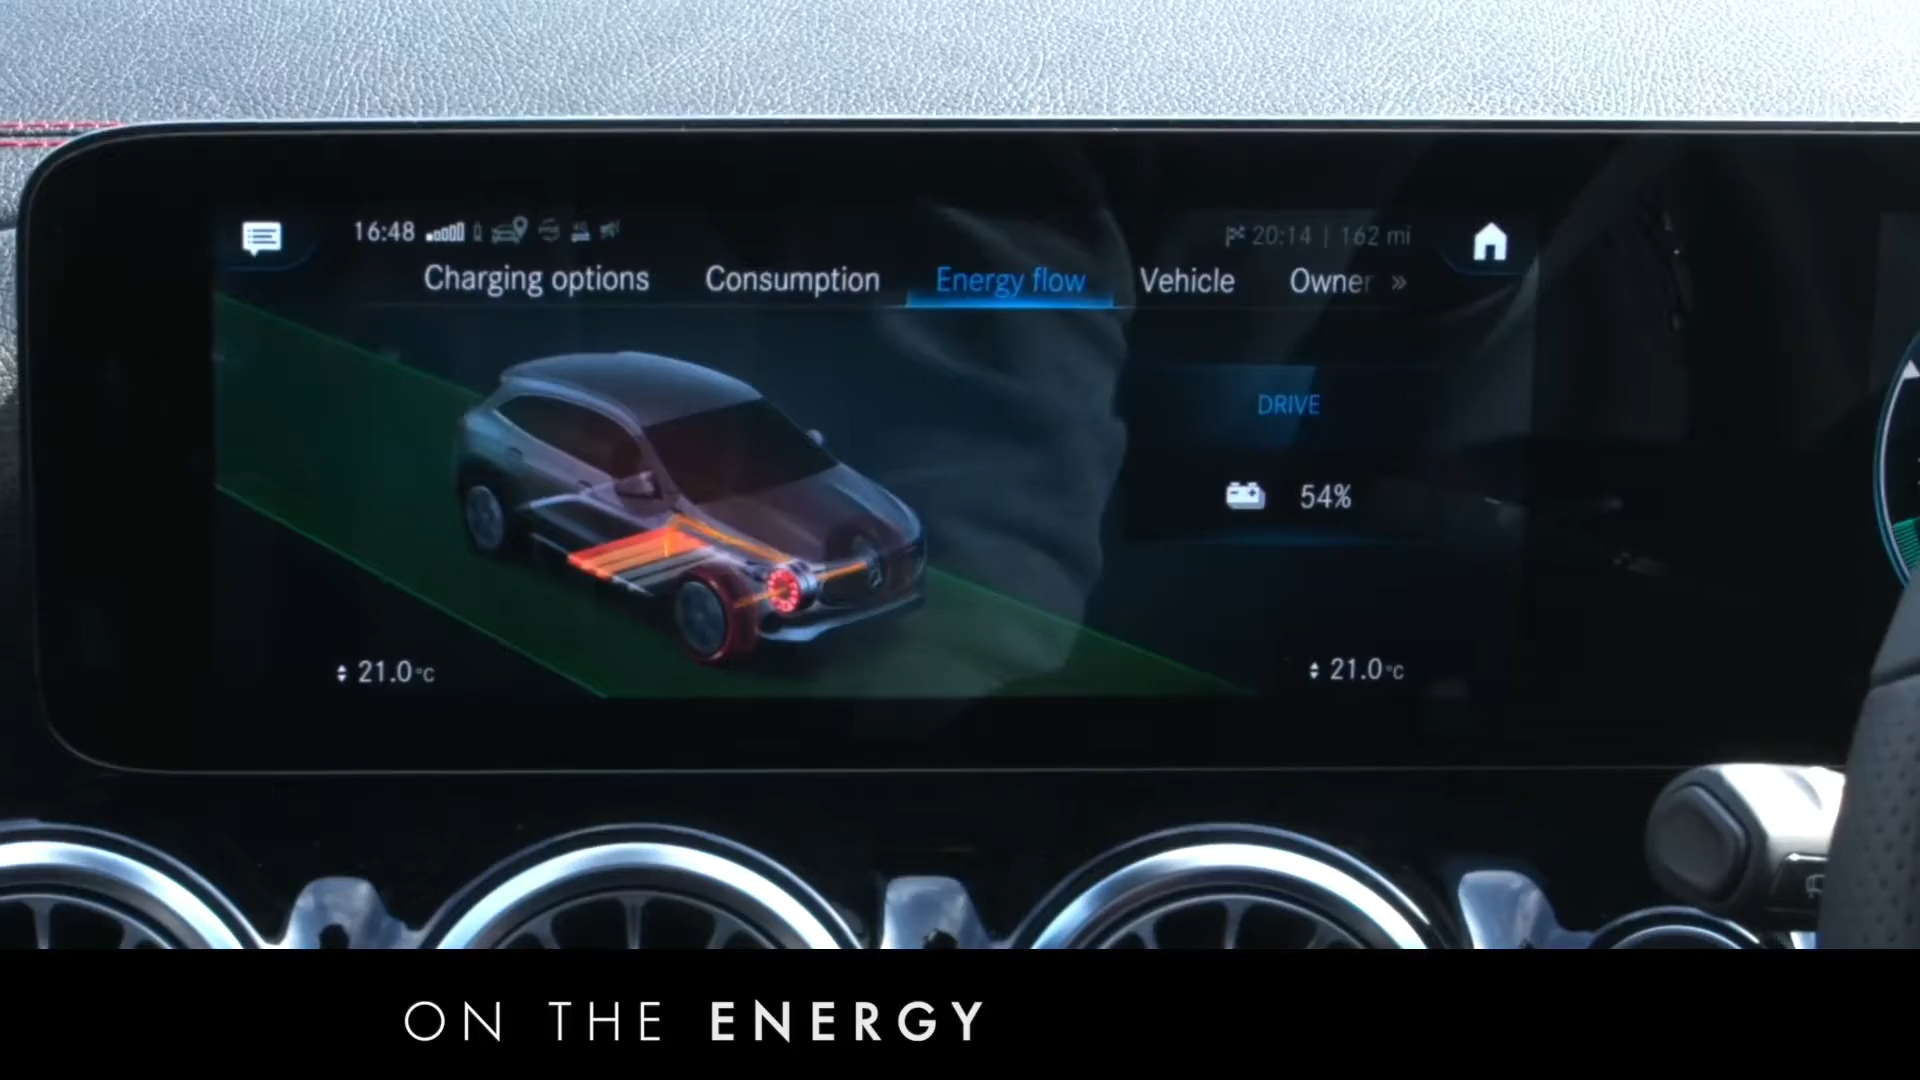 16:48
20:14 | 162 mi
Charging options Consumption Energy flow Vehicle Owner »
DRIVE
54%
21.0 °C
21.0 °C
ON THE ENERGY